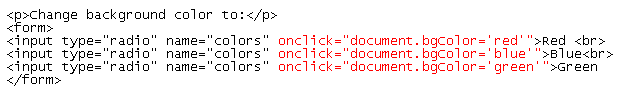 <p>Change background color to:</p>
<form>
<input type="radio" name="colors" onclick="document.bgColor='red'">Red <br>
<input type="radio" name="colors" onclick="document.bgColor='blue'">Blue<br>
<input type="radio" name="colors" onclick="document.bgColor='green'">Green
</form>